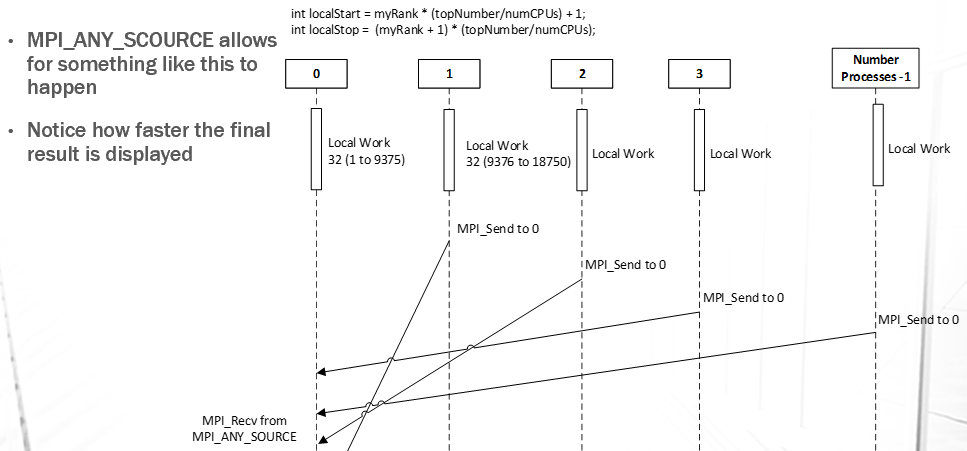 int localStart = myRank * (topNumber/numCPUs) + 1;
int localStop = (myRank + 1) * (topNumber/numCPUs);
• MPI_ANY_SCOURCE allows
for something like this to
happen
• Notice how faster the final
result is displayed
0
1
2
3
Number
Processes -1
Local Work
32 (1 to 9375)
Local Work
32 (9376 to 18750)
Local Work
Local Work
Local Work
MPI_Send to 0
MPI_Send to 0
MPI_Send to 0
MPI_Send to 0
MPI_Recv from
MPI_ANY_SOURCE